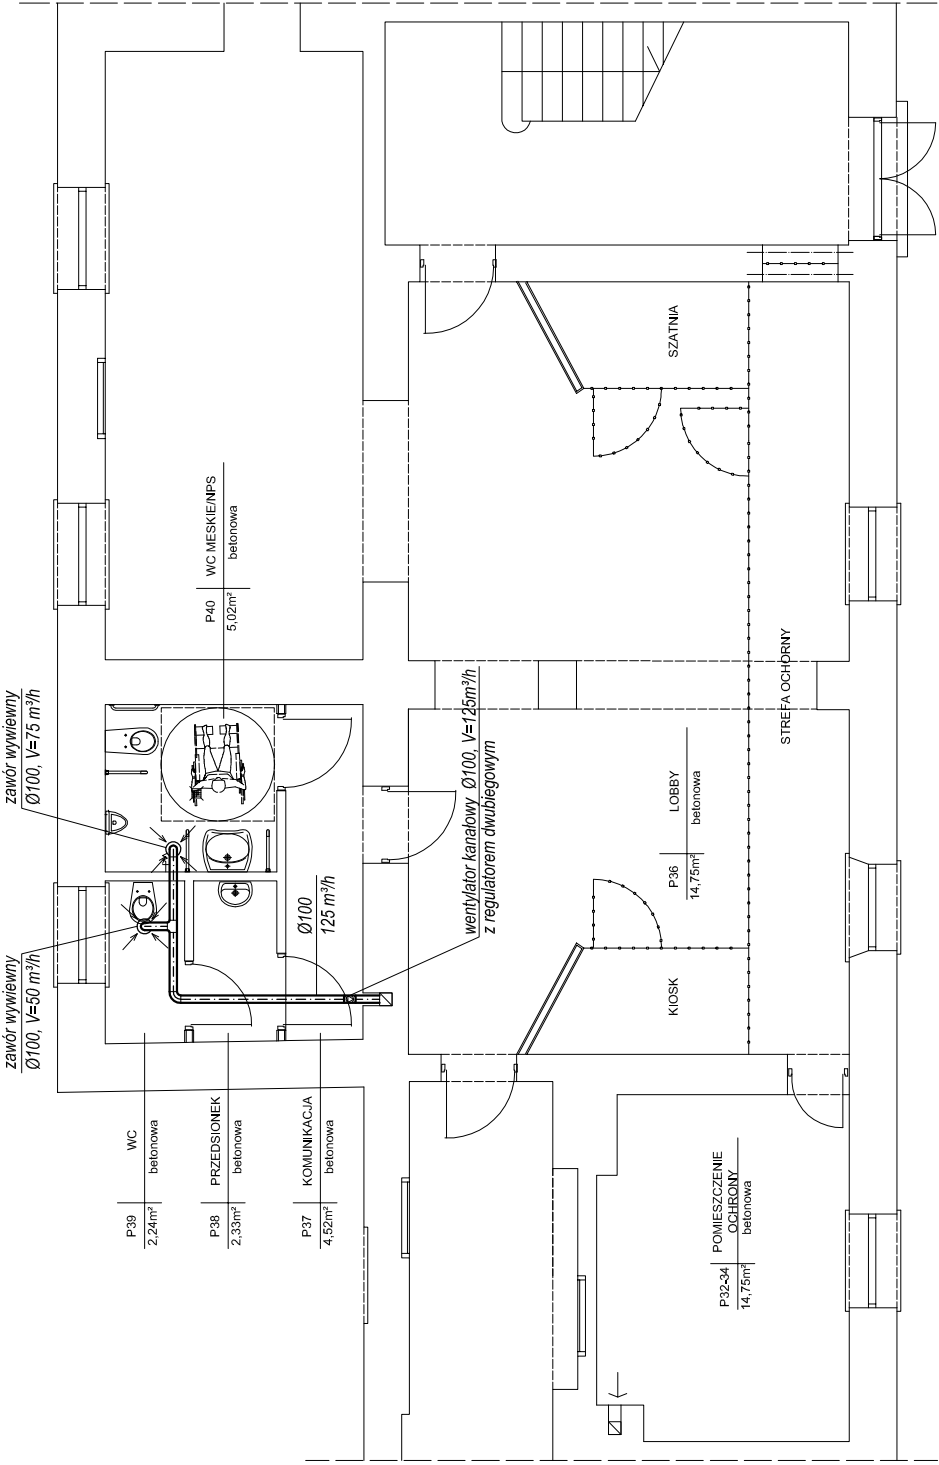 zawór wywiewny
Ø100, V=75 m³/h
zawór wywiewny
Ø100, V=50 m³/h
P40 WC MESKIE/NPS
5,02m² betonowa
SZATNIA
STREFA OCHORNY
wentylator kanałowy Ø100, V=125m³/h
z regulatorem dwubiegowym
Ø100
125 m³/h
P36 LOBBY
14,75m² betonowa
KIOSK
P39 WC
2,24m² betonowa
P38 PRZEDSIONEK
2,33m² betonowa
P37 KOMUNIKACJA
4,52m² betonowa
P32-34 POMIESZCZENIE
OCHRONY
14,75m² betonowa